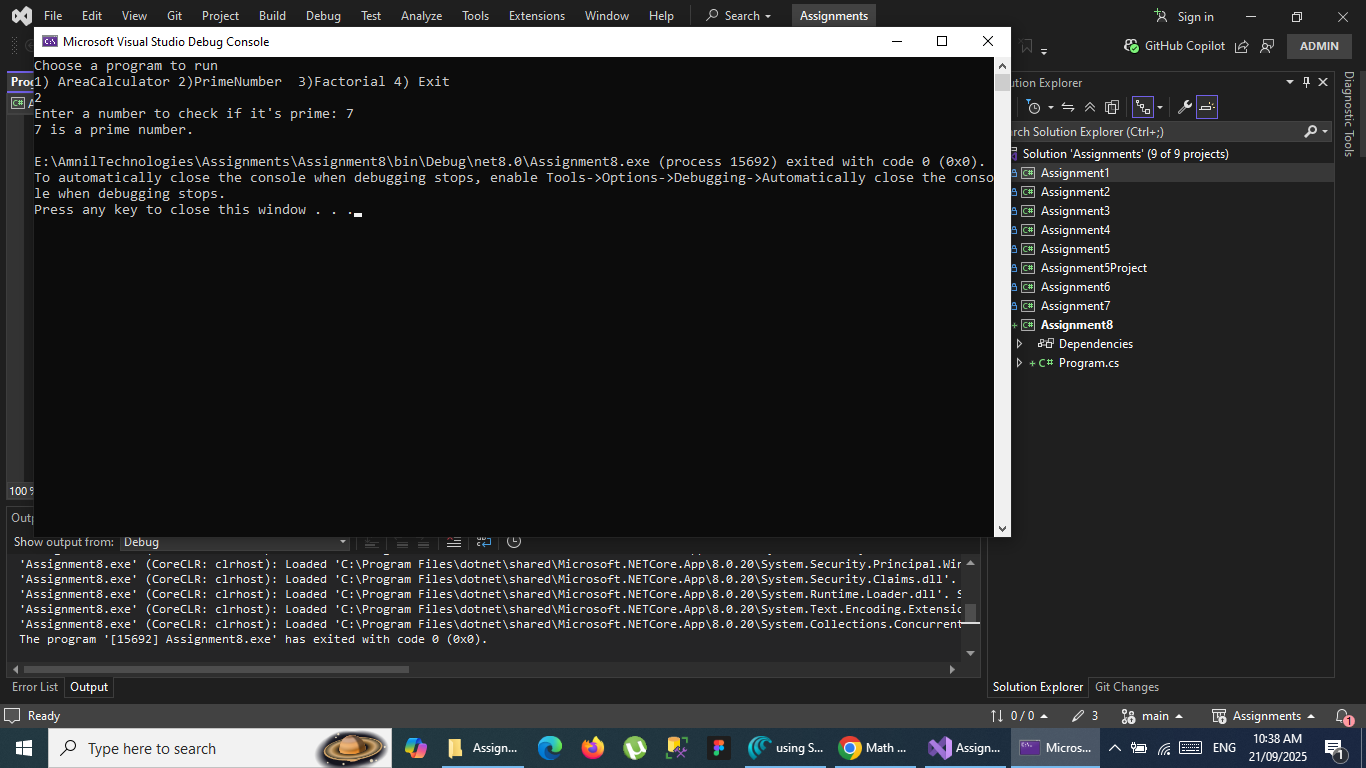 File Edit View Git Project Build Debug Test Analyze Tools Extensions Window Help Search Assignments Sign in
Microsoft Visual Studio Debug Console
GitHub Copilot ADMIN
Choose a program to run
1) AreaCalculator 2)PrimeNumber  3)Factorial 4) Exit
2
Enter a number to check if it's prime: 7
7 is a prime number.
E:\AmnilTechnologies\Assignments\Assignment8\bin\Debug\net8.0\Assignment8.exe (process 15692) exited with code 0 (0x0).
To automatically close the console when debugging stops, enable Tools->Options->Debugging->Automatically close the conso
le when debugging stops.
Press any key to close this window . . .
Solution 'Assignments' (9 of 9 projects)
Assignment1
Assignment2
Assignment3
Assignment4
Assignment5
Assignment5Project
Assignment6
Assignment7
Assignment8
Dependencies
C# Program.cs
Explorer
Solution Explorer (Ctrl+;)
Diagnostic Tools
100 %
Show output from: Debug
'Assignment8.exe' (CoreCLR: clrhost): Loaded 'C:\Program Files\dotnet\shared\Microsoft.NETCore.App\8.0.20\System.Security.Principal.Wir
'Assignment8.exe' (CoreCLR: clrhost): Loaded 'C:\Program Files\dotnet\shared\Microsoft.NETCore.App\8.0.20\System.Security.Claims.dll'.
'Assignment8.exe' (CoreCLR: clrhost): Loaded 'C:\Program Files\dotnet\shared\Microsoft.NETCore.App\8.0.20\System.Runtime.Loader.dll'. S
'Assignment8.exe' (CoreCLR: clrhost): Loaded 'C:\Program Files\dotnet\shared\Microsoft.NETCore.App\8.0.20\System.Text.Encoding.Extensic
'Assignment8.exe' (CoreCLR: clrhost): Loaded 'C:\Program Files\dotnet\shared\Microsoft.NETCore.App\8.0.20\System.Collections.Concurrent
The program '[15692] Assignment8.exe' has exited with code 0 (0x0).
Error List Output
Solution Explorer Git Changes
Ready 0 / 0 3 main Assignments 1
Type here to search Assign... using S... Math ... Assign... Micros... ENG 10:38 AM
21/09/2025 1